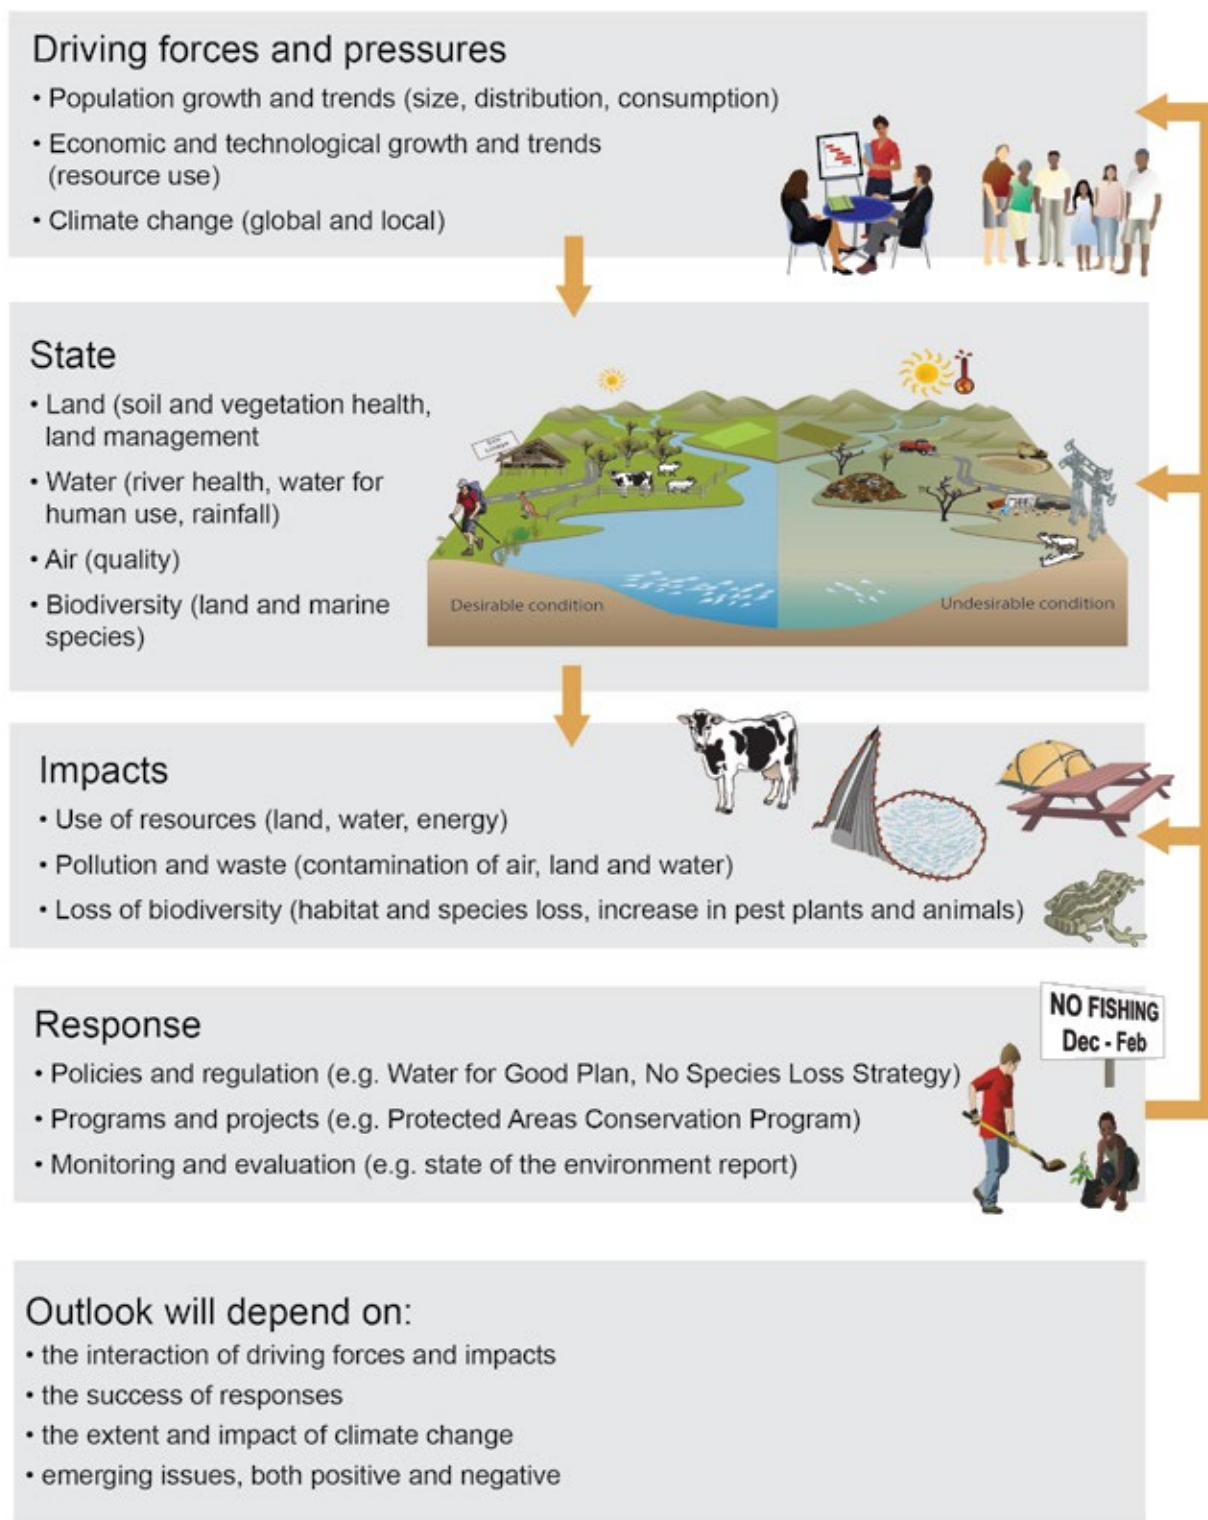 Driving forces and pressures
• Population growth and trends (size, distribution, consumption)
• Economic and technological growth and trends
(resource use)
• Climate change (global and local)
State
• Land (soil and vegetation health,
land management
• Water (river health, water for
human use, rainfall)
• Air (quality)
• Biodiversity (land and marine
species)
Desirable condition
Undesirable condition
Impacts
• Use of resources (land, water, energy)
• Pollution and waste (contamination of air, land and water)
• Loss of biodiversity (habitat and species loss, increase in pest plants and animals)
Response
• Policies and regulation (e.g. Water for Good Plan, No Species Loss Strategy)
• Programs and projects (e.g. Protected Areas Conservation Program)
• Monitoring and evaluation (e.g. state of the environment report)
NO FISHING
Dec - Feb
Outlook will depend on:
• the interaction of driving forces and impacts
• the success of responses
• the extent and impact of climate change
• emerging issues, both positive and negative